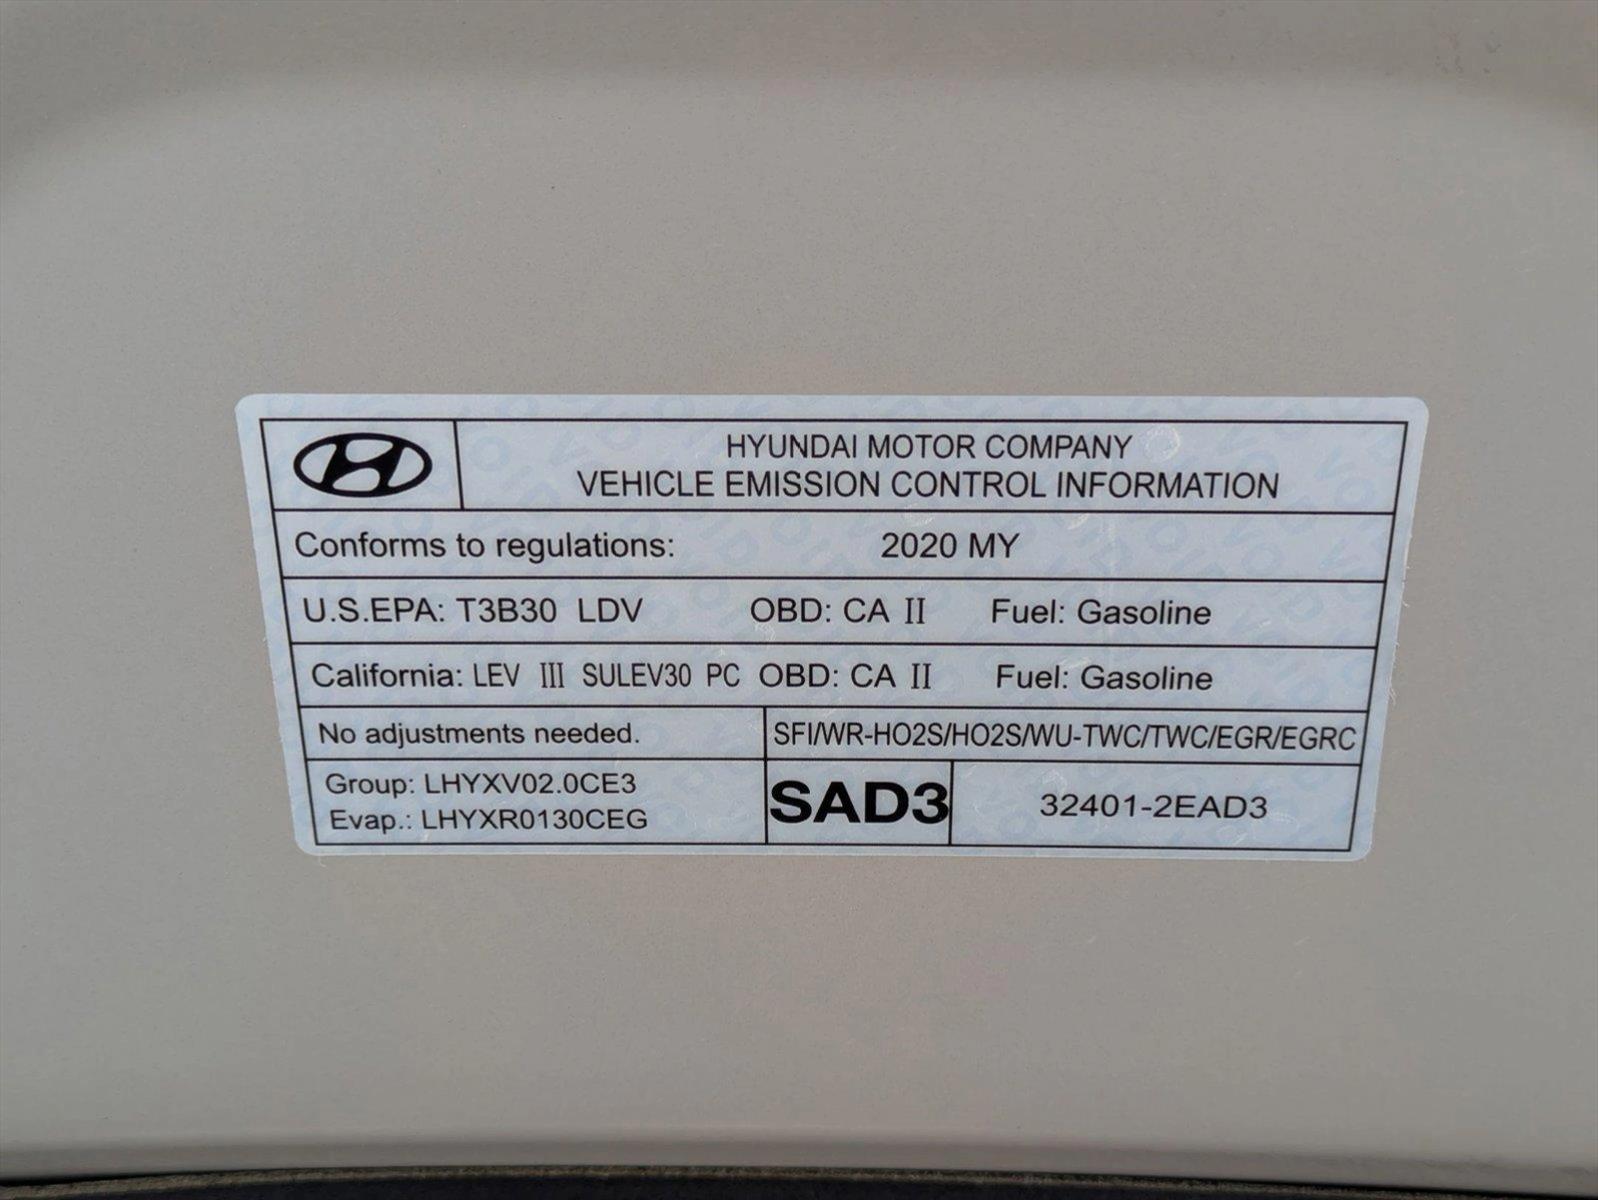 HYUNDAI MOTOR COMPANY
VEHICLE EMISSION CONTROL INFORMATION
Conforms to regulations: 2020 MY
U.S.EPA: T3B30 LDV OBD: CA II Fuel: Gasoline
California: LEV III SULEV30 PC OBD: CA II Fuel: Gasoline
No adjustments needed. SFI/WR-HO2S/HO2S/WU-TWC/TWC/EGR/EGRC
Group: LHYXV02.0CE3
Evap.: LHYXR0130CEG
SAD3 32401-2EAD3